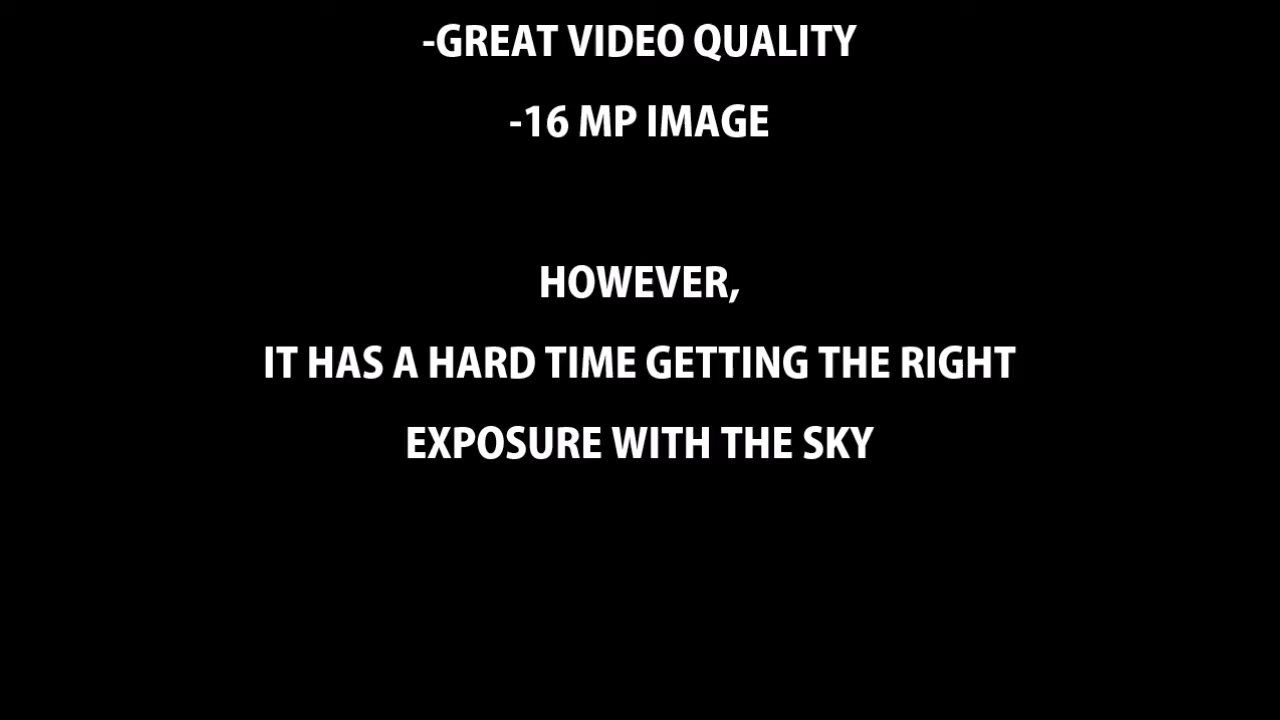 -GREAT VIDEO QUALITY
-16 MP IMAGE
HOWEVER,
IT HAS A HARD TIME GETTING THE RIGHT
EXPOSURE WITH THE SKY